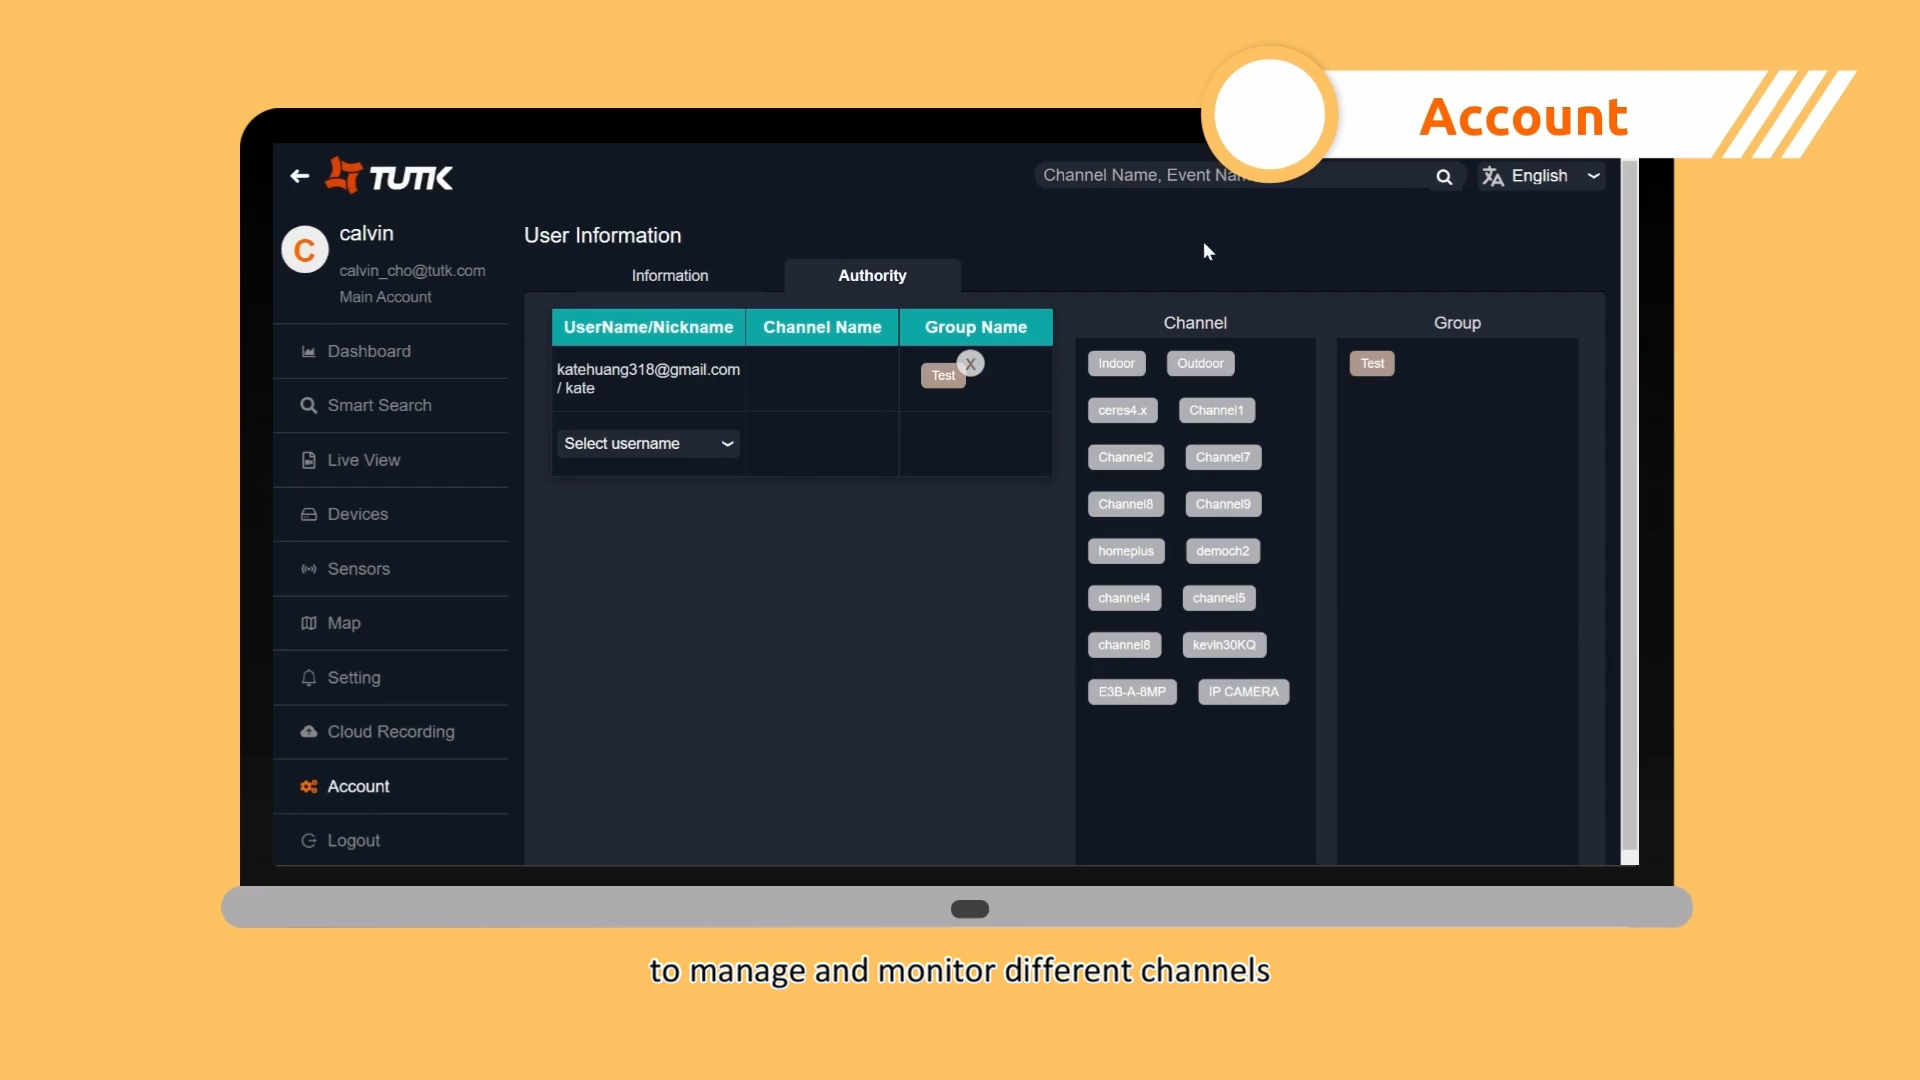 Account
TUTK
Channel Name, Event Na
English
C
calvin
calvin_cho@tutk.com
Main Account
Dashboard
Smart Search
Live View
Devices
Sensors
Map
Setting
Cloud Recording
Account
Logout
User Information
Information
Authority
UserName/Nickname Channel Name Group Name
katehuang318@gmail.com
/ kate
Test X
Select username
Channel
Indoor Outdoor
ceres4.x Channel1
Channel2 Channel7
Channel8 Channel9
homeplus democh2
channel4 channel5
channel8 kevin30KQ
E3B-A-8MP IP CAMERA
Group
Test
to manage and monitor different channels